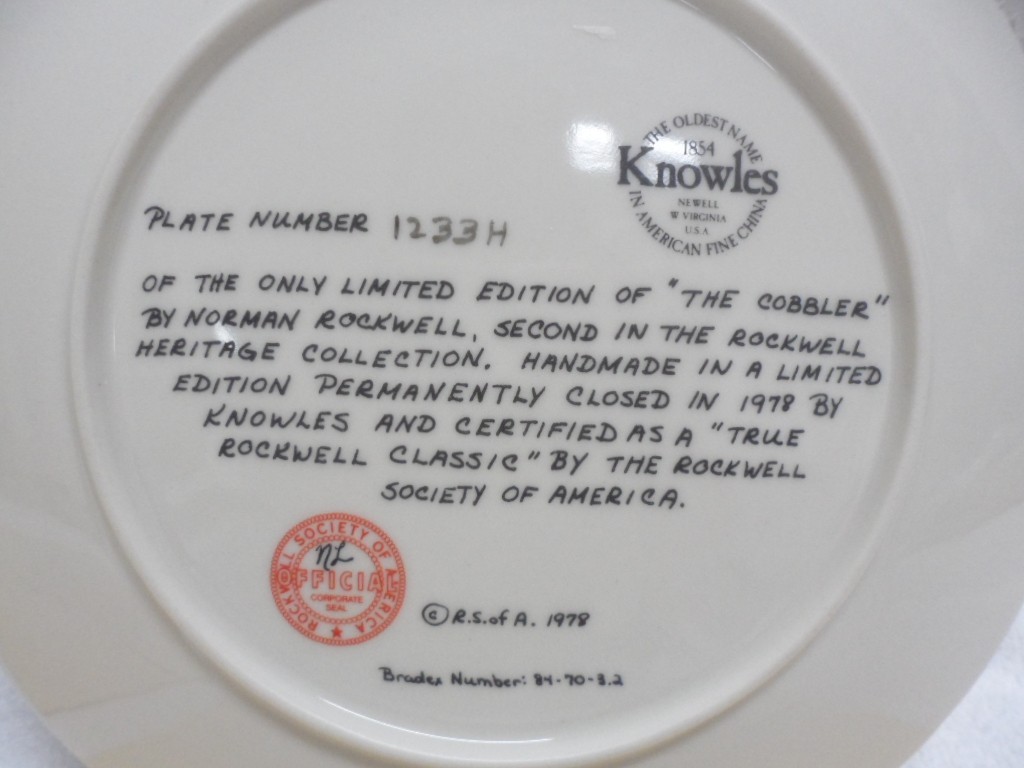 THE OLDEST NAME
1854
Knowles
NEWELL
W VIRGINIA
U.S.A
IN AMERICAN FINE CHINA
PLATE NUMBER 1233H
OF THE ONLY LIMITED EDITION OF "THE COBBLER"
BY NORMAN ROCKWELL, SECOND IN THE ROCKWELL
HERITAGE COLLECTION. HANDMADE IN A LIMITED
EDITION PERMANENTLY CLOSED IN 1978 BY
KNOWLES AND CERTIFIED AS A "TRUE
ROCKWELL CLASSIC" BY THE ROCKWELL
SOCIETY OF AMERICA.
ROCKWELL SOCIETY OF AMERICA
NL
OFFICIAL
CORPORATE
SEAL
© R.S.of A. 1978
Bradex Number: 84-70-3.2